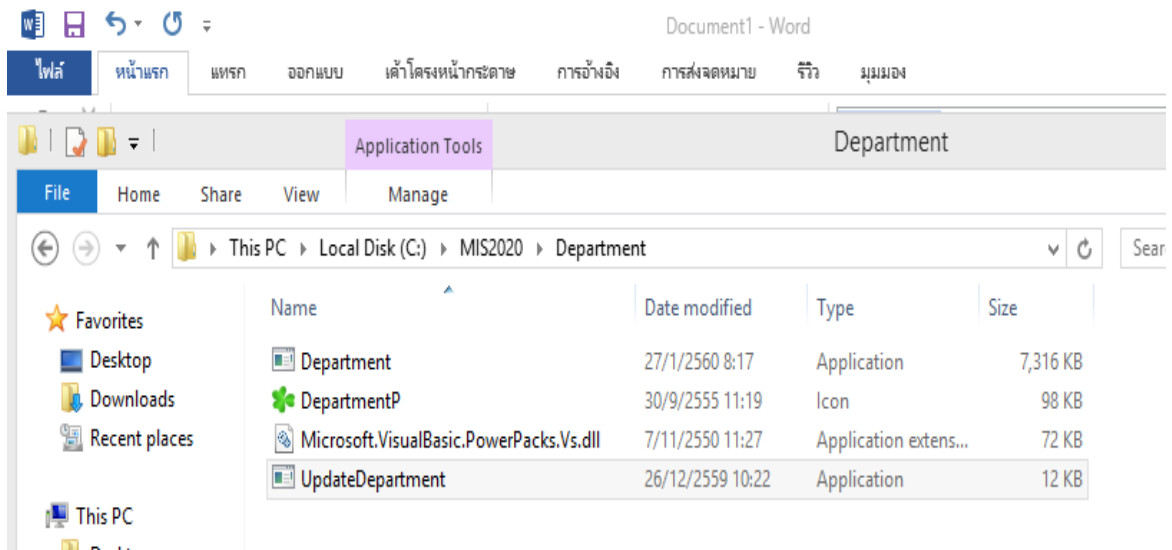 Document1 - Word
ไฟล์ หน้าแรก แทรก ออกแบบ เค้าโครงหน้ากระดาษ การอ้างอิง การส่งจดหมาย รีวิว มุมมอง
Application Tools Department
File Home Share View Manage
This PC Local Disk (C:) MIS2020 Department
Name Date modified Type Size
Favorites
Desktop Department 27/1/2560 8:17 Application 7,316 KB
Downloads DepartmentP 30/9/2555 11:19 Icon 98 KB
Recent places Microsoft.VisualBasic.PowerPacks.Vs.dll 7/11/2550 11:27 Application extens... 72 KB
UpdateDepartment 26/12/2559 10:22 Application 12 KB
This PC